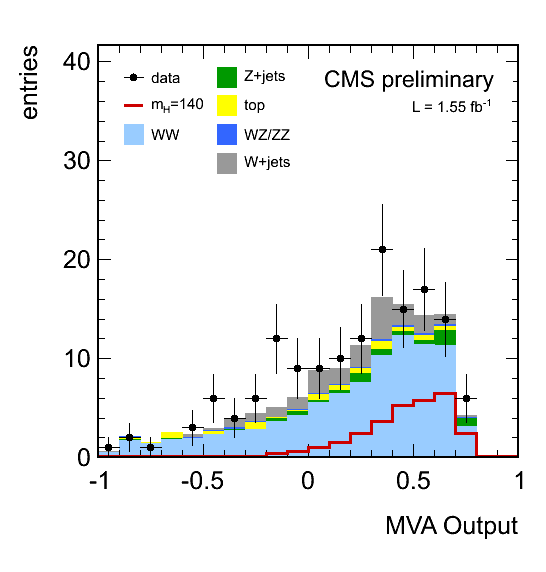 entries
40
30
20
10
0
data
m_H=140
WW
Z+jets
top
WZ/ZZ
W+jets
CMS preliminary
L = 1.55 fb⁻¹
-1
-0.5
0
0.5
1
MVA Output